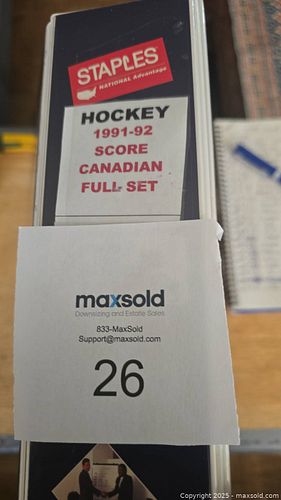 STAPLES
NATIONAL Advantage
HOCKEY
1991-92
SCORE
CANADIAN
FULL SET
maxsold
Downsizing and Estate Sales
833-MaxSold
Support@maxsold.com
26
Copyright 2025 - maxsold.com